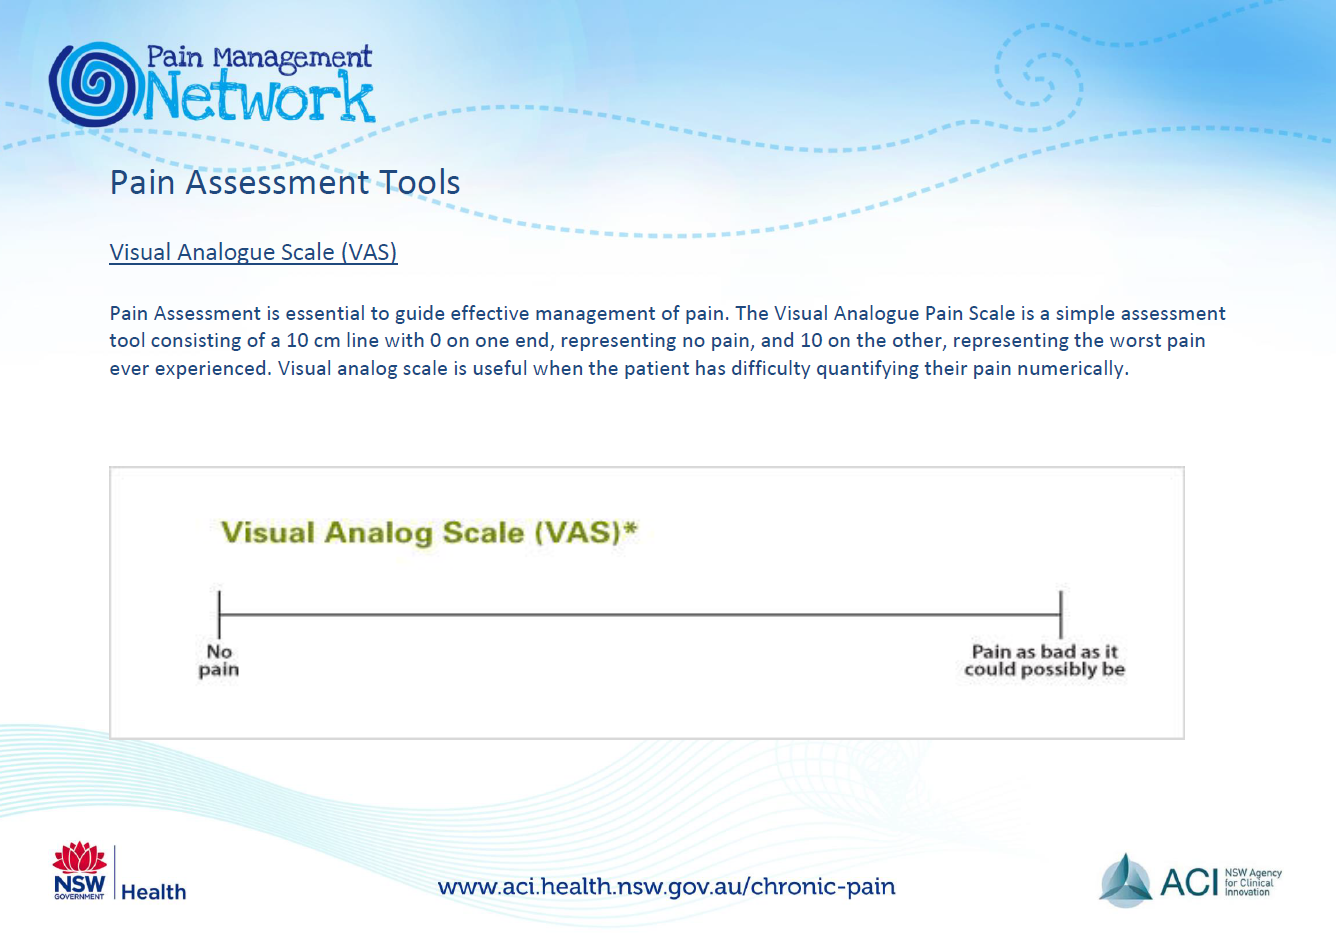 Pain Management
Network
Pain Assessment Tools
Visual Analogue Scale (VAS)
Pain Assessment is essential to guide effective management of pain. The Visual Analogue Pain Scale is a simple assessment
tool consisting of a 10 cm line with 0 on one end, representing no pain, and 10 on the other, representing the worst pain
ever experienced. Visual analog scale is useful when the patient has difficulty quantifying their pain numerically.
Visual Analog Scale (VAS)*
No
pain
Pain as bad as it
could possibly be
NSW
GOVERNMENT
Health
www.aci.health.nsw.gov.au/chronic-pain
ACI
NSW Agency
for Clinical
Innovation